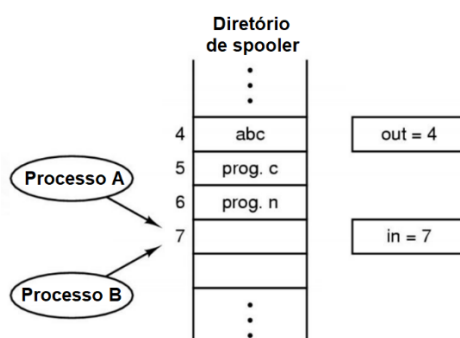 Diretório
de spooler
4 abc out = 4
5 prog. c
Processo A
6 prog. n
7 in = 7
Processo B